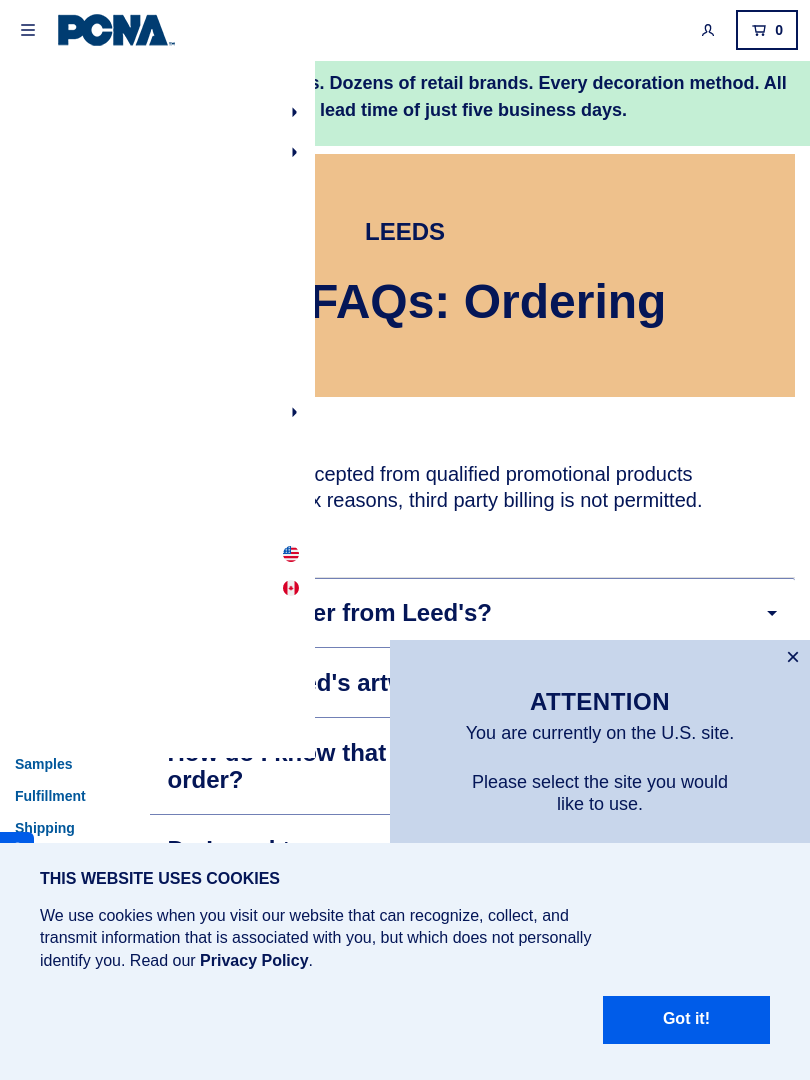 PCNA
0
s. Dozens of retail brands. Every decoration method. All
lead time of just five business days.
LEEDS
FAQs: Ordering
cepted from qualified promotional products
x reasons, third party billing is not permitted.
er from Leed's?
ed's
How do I know that
order?
Samples
Fulfillment
Shipping
×
ATTENTION
You are currently on the U.S. site.
Please select the site you would
like to use.
THIS WEBSITE USES COOKIES
We use cookies when you visit our website that can recognize, collect, and
transmit information that is associated with you, but which does not personally
identify you. Read our Privacy Policy.
Got it!